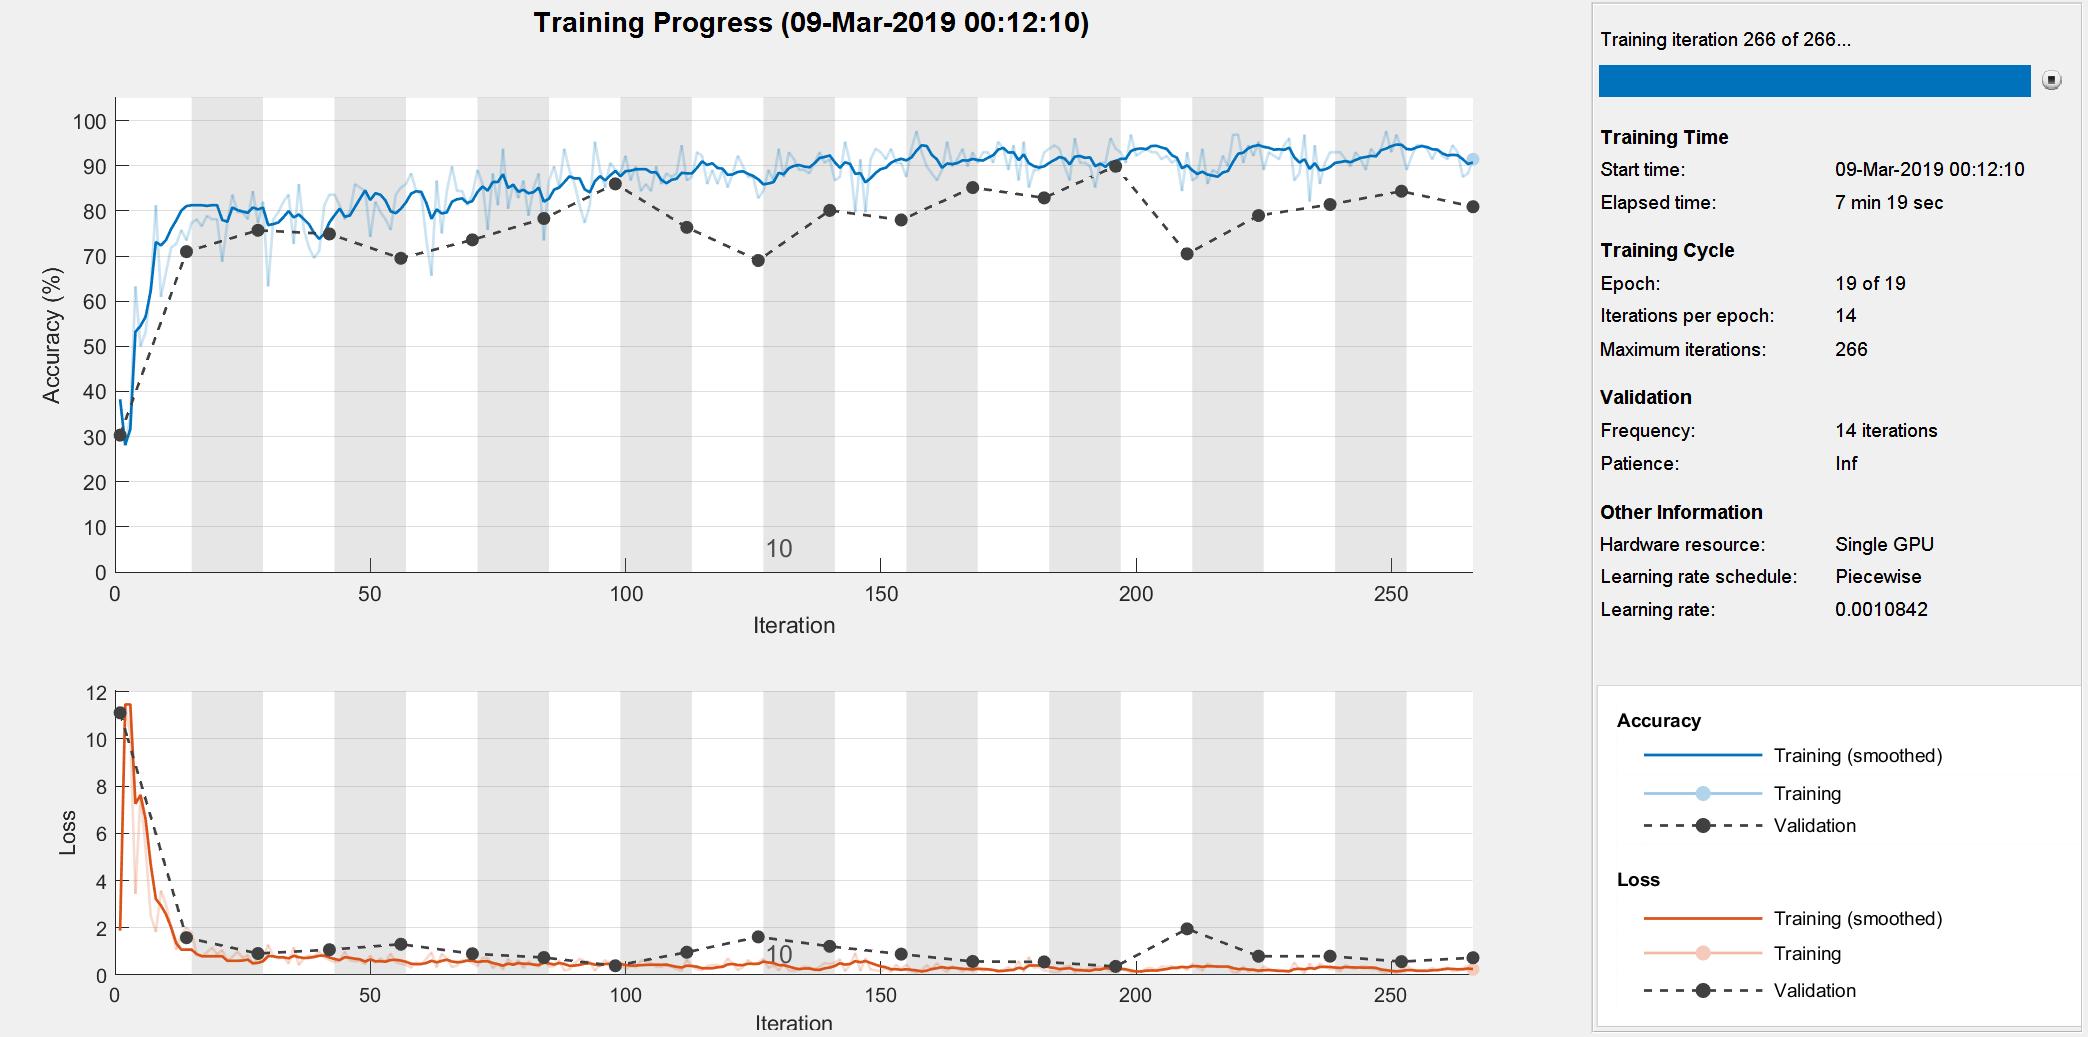 Training Progress (09-Mar-2019 00:12:10)
100
90
80
70
60
50
40
30
20
10
0
Accuracy (%)
10
0 50 100 150 200 250
Iteration
12
10
8
6
4
2
0
Loss
10
0 50 100 150 200 250
Iteration
Training iteration 266 of 266...
Training Time
Start time: 09-Mar-2019 00:12:10
Elapsed time: 7 min 19 sec
Training Cycle
Epoch: 19 of 19
Iterations per epoch: 14
Maximum iterations: 266
Validation
Frequency: 14 iterations
Patience: Inf
Other Information
Hardware resource: Single GPU
Learning rate schedule: Piecewise
Learning rate: 0.0010842
Accuracy
Training (smoothed)
Training
Validation
Loss
Training (smoothed)
Training
Validation